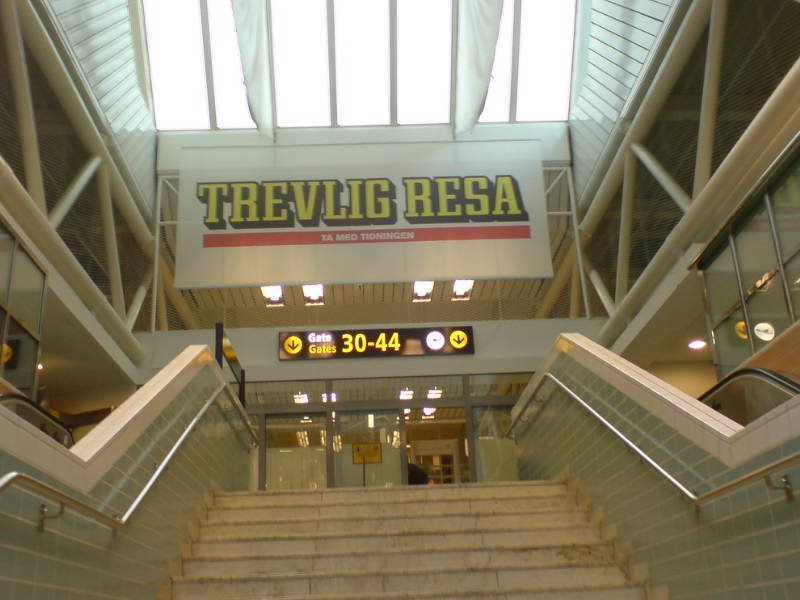 TREVLIG RESA
TA MED TIDNINGEN
Gate
Gates 30-44